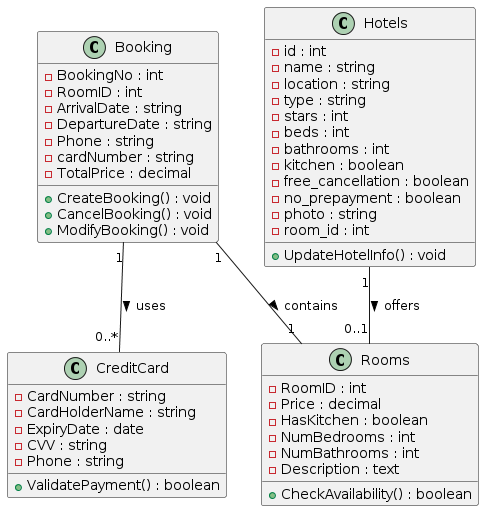 C Booking
BookingNo : int
RoomID : int
ArrivalDate : string
DepartureDate : string
Phone : string
cardNumber : string
TotalPrice : decimal
CreateBooking() : void
CancelBooking() : void
ModifyBooking() : void
C Hotels
id : int
name : string
location : string
type : string
stars : int
beds : int
bathrooms : int
kitchen : boolean
free_cancellation : boolean
no_prepayment : boolean
photo : string
room_id : int
UpdateHotelInfo() : void
1
uses
0..*
1
contains
1
1
offers
0..1
C CreditCard
CardNumber : string
CardHolderName : string
ExpiryDate : date
CVV : string
Phone : string
ValidatePayment() : boolean
C Rooms
RoomID : int
Price : decimal
HasKitchen : boolean
NumBedrooms : int
NumBathrooms : int
Description : text
CheckAvailability() : boolean